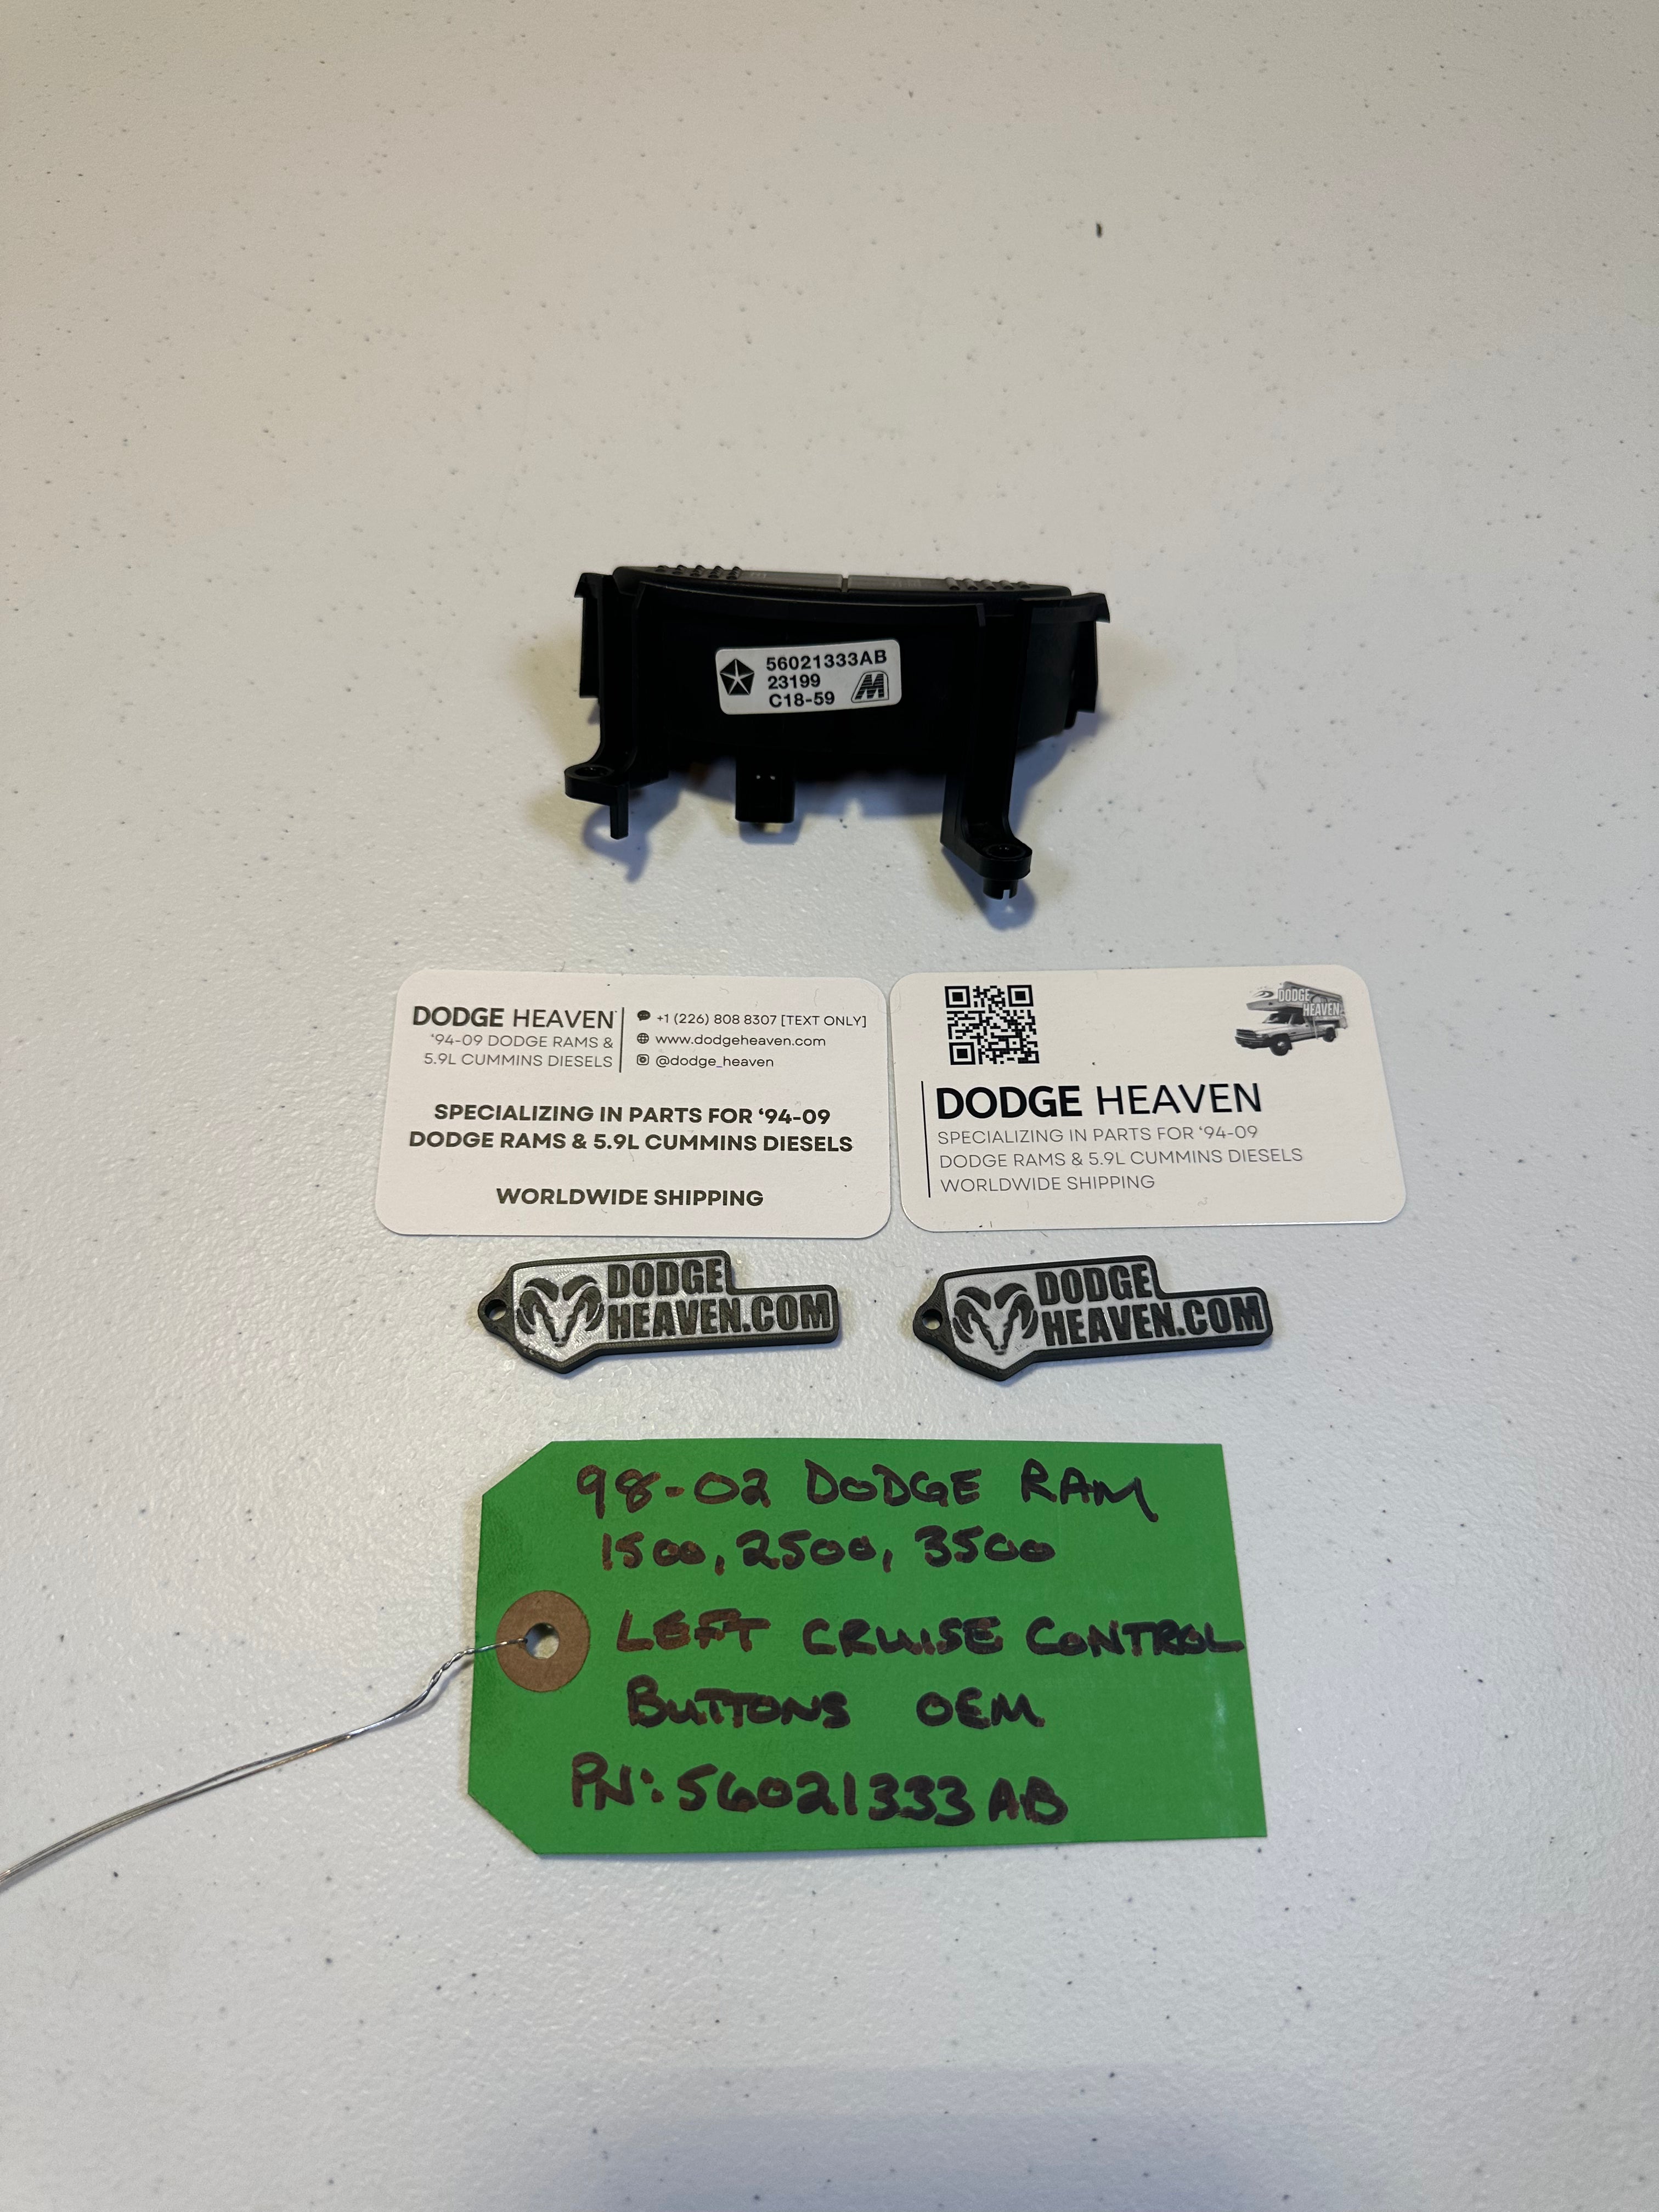 56021333AB
23199
C18-59
DODGE HEAVEN
'94-09 DODGE RAMS &
5.9L CUMMINS DIESELS
+1 (226) 808 8307 [TEXT ONLY]
www.dodgeheaven.com
@dodge_heaven
SPECIALIZING IN PARTS FOR ‘94-09
DODGE RAMS & 5.9L CUMMINS DIESELS
WORLDWIDE SHIPPING
DODGE
HEAVEN
DODGE HEAVEN
SPECIALIZING IN PARTS FOR ‘94-09
DODGE RAMS & 5.9L CUMMINS DIESELS
WORLDWIDE SHIPPING
DODGE
HEAVEN.COM
DODGE
HEAVEN.COM
98-02 DODGE RAM
1500, 2500, 3500
LEFT CRUISE CONTROL
BUTTONS OEM
PN: 56021333AB